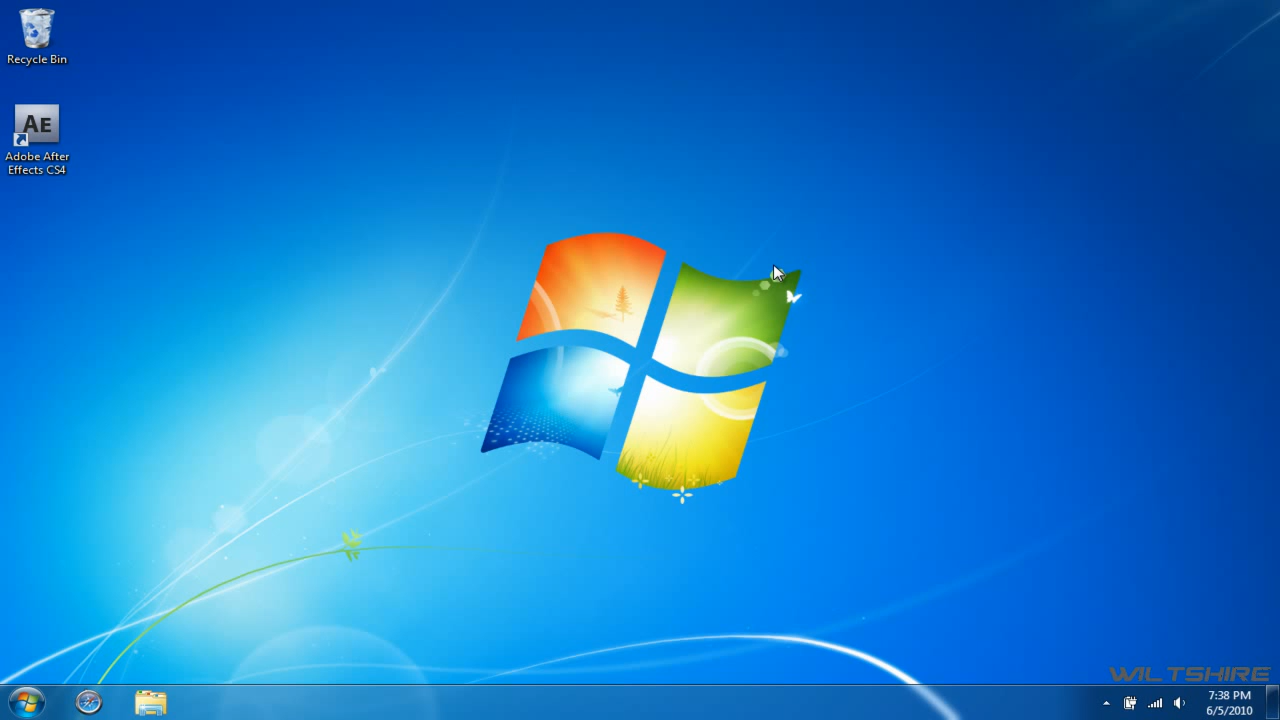 Recycle Bin
AE
Adobe After
Effects CS4
WILTSHIRE
7:38 PM
6/5/2010